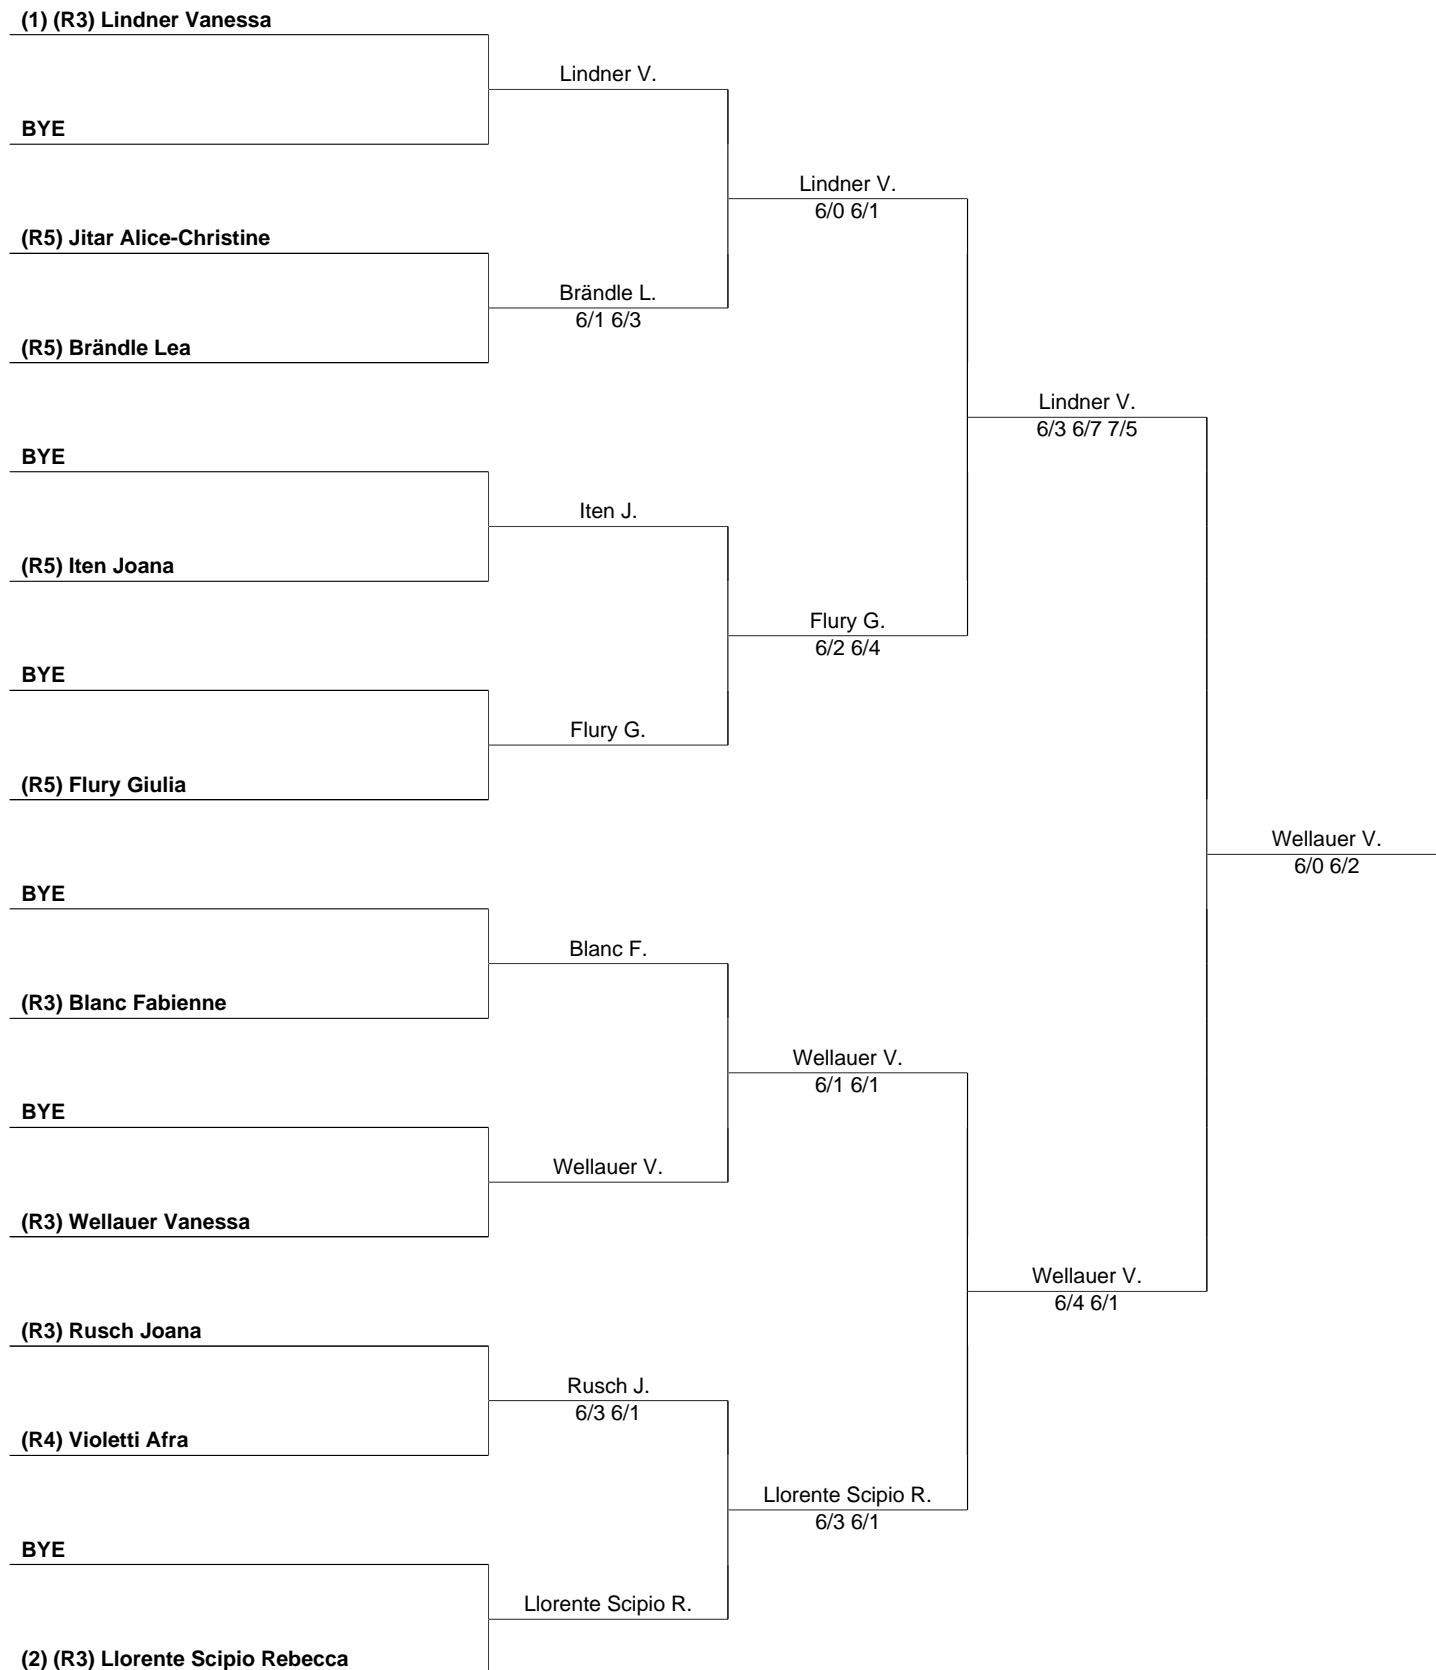 (1) (R3) Lindner Vanessa
Lindner V.
BYE
Lindner V.
6/0 6/1
(R5) Jitar Alice-Christine
Brändle L.
6/1 6/3
(R5) Brändle Lea
Lindner V.
6/3 6/7 7/5
BYE
Iten J.
(R5) Iten Joana
Flury G.
6/2 6/4
BYE
Flury G.
(R5) Flury Giulia
Wellauer V.
6/0 6/2
BYE
Blanc F.
(R3) Blanc Fabienne
Wellauer V.
6/1 6/1
BYE
Wellauer V.
(R3) Wellauer Vanessa
Wellauer V.
6/4 6/1
(R3) Rusch Joana
Rusch J.
6/3 6/1
(R4) Violetti Afra
Llorente Scipio R.
6/3 6/1
BYE
Llorente Scipio R.
(2) (R3) Llorente Scipio Rebecca